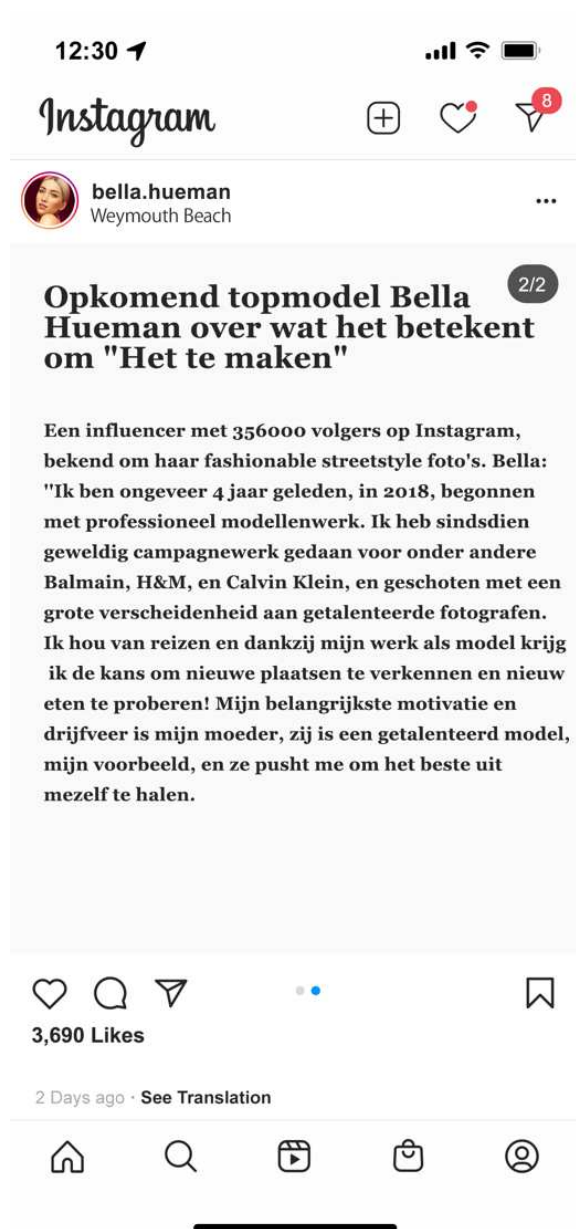 12:30
Instagram
8
bella.hueman
Weymouth Beach
2/2
Opkomend topmodel Bella
Hueman over wat het betekent
om "Het te maken"
Een influencer met 356000 volgers op Instagram,
bekend om haar fashionable streetstyle foto's. Bella:
"Ik ben ongeveer 4 jaar geleden, in 2018, begonnen
met professioneel modellenwerk. Ik heb sindsdien
geweldig campagnewerk gedaan voor onder andere
Balmain, H&M, en Calvin Klein, en geschoten met een
grote verscheidenheid aan getalenteerde fotografen.
Ik hou van reizen en dankzij mijn werk als model krijg
ik de kans om nieuwe plaatsen te verkennen en nieuw
eten te proberen! Mijn belangrijkste motivatie en
drijfveer is mijn moeder, zij is een getalenteerd model,
mijn voorbeeld, en ze pusht me om het beste uit
mezelf te halen.
3,690 Likes
2 Days ago · See Translation